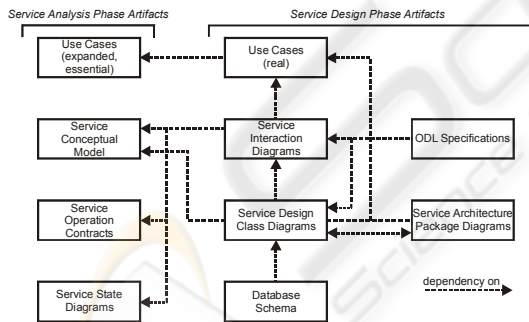 Service Analysis Phase Artifacts
Service Design Phase Artifacts
Use Cases
(expanded,
essential)
Use Cases
(real)
Service
Conceptual
Model
Service
Interaction
Diagrams
ODL Specifications
Service
Operation
Contracts
Service Design
Class Diagrams
Service Architecture
Package Diagrams
Service State
Diagrams
Database
Schema
dependency on
Science